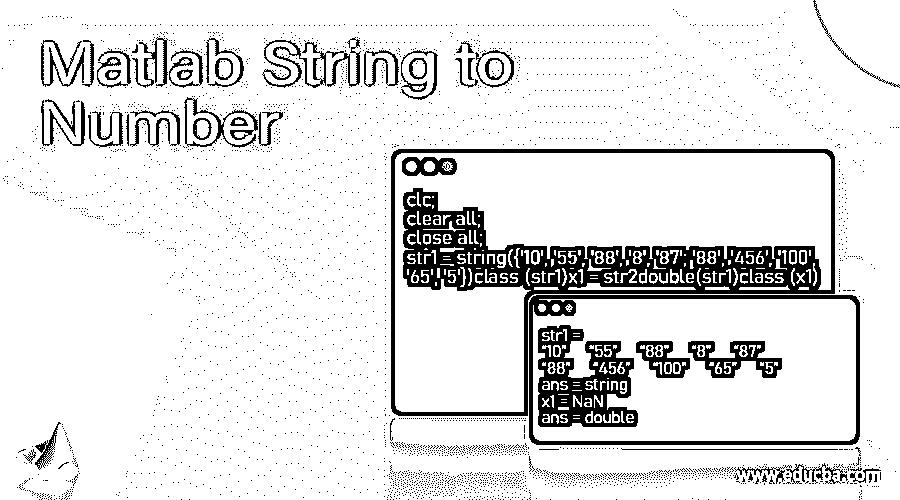 Matlab String to
Number
clc;
clear all;
close all;
str1 = string({'10','55','88','8','87'; '88','456','100',
'65','5'})class (str1)x1 = str2double(str1)class (x1)
str1 =
"10" "55" "88" "8" "87"
"88" "456" "100" "65" "5"
ans = string
x1 = NaN
ans = double
www.educba.com